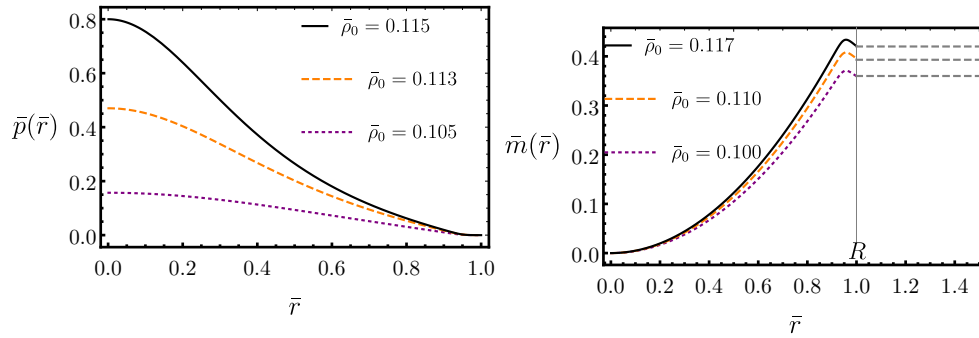 0.8
0.6
0.4
0.2
0.0
p̄(r̄)
ρ̄₀ = 0.115
ρ̄₀ = 0.113
ρ̄₀ = 0.105
0.0 0.2 0.4 0.6 0.8 1.0
r̄
0.4
0.3
0.2
0.1
0.0
m̄(r̄)
ρ̄₀ = 0.117
ρ̄₀ = 0.110
ρ̄₀ = 0.100
R
0.0 0.2 0.4 0.6 0.8 1.0 1.2 1.4
r̄